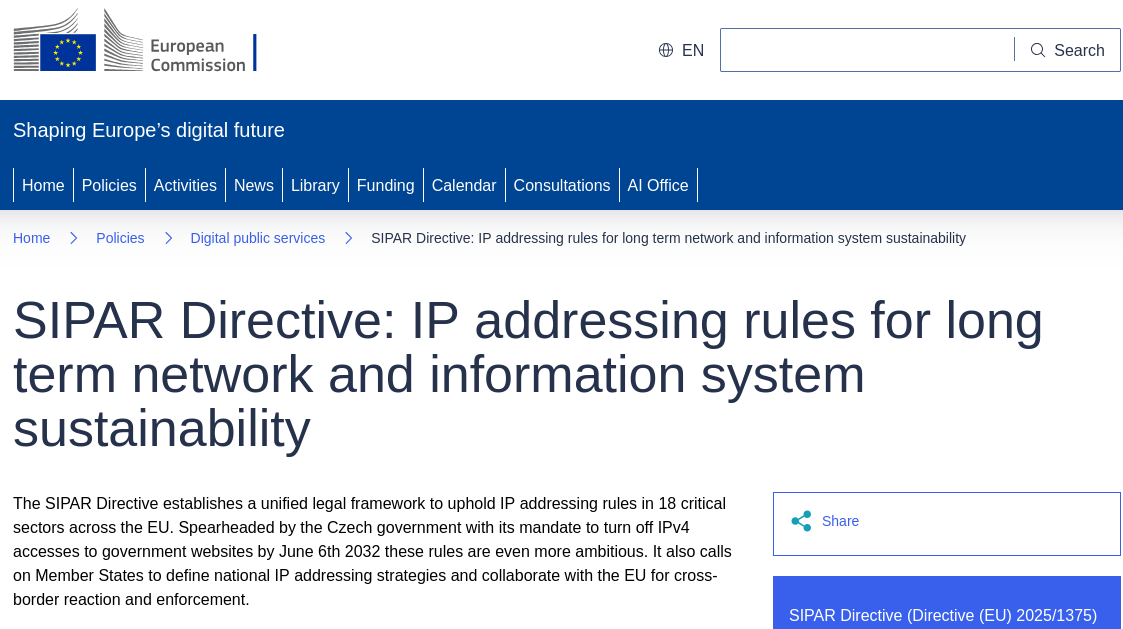 European
Commission
EN
Search
Shaping Europe’s digital future
Home Policies Activities News Library Funding Calendar Consultations AI Office
Home Policies Digital public services SIPAR Directive: IP addressing rules for long term network and information system sustainability
SIPAR Directive: IP addressing rules for long
term network and information system
sustainability
The SIPAR Directive establishes a unified legal framework to uphold IP addressing rules in 18 critical
sectors across the EU. Spearheaded by the Czech government with its mandate to turn off IPv4
accesses to government websites by June 6th 2032 these rules are even more ambitious. It also calls
on Member States to define national IP addressing strategies and collaborate with the EU for cross-
border reaction and enforcement.
Share
SIPAR Directive (Directive (EU) 2025/1375)